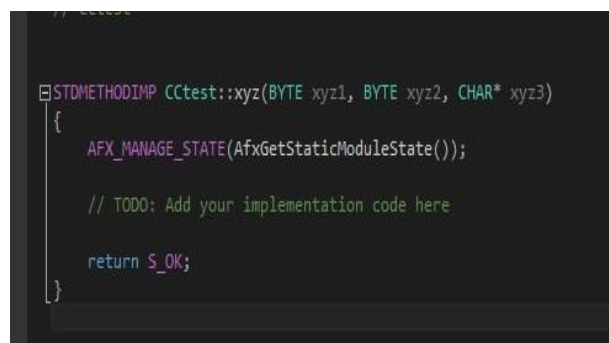 STDMETHODIMP CCtest::xyz(BYTE xyz1, BYTE xyz2, CHAR* xyz3)
{
AFX_MANAGE_STATE(AfxGetStaticModuleState());
// TODO: Add your implementation code here
return S_OK;
}